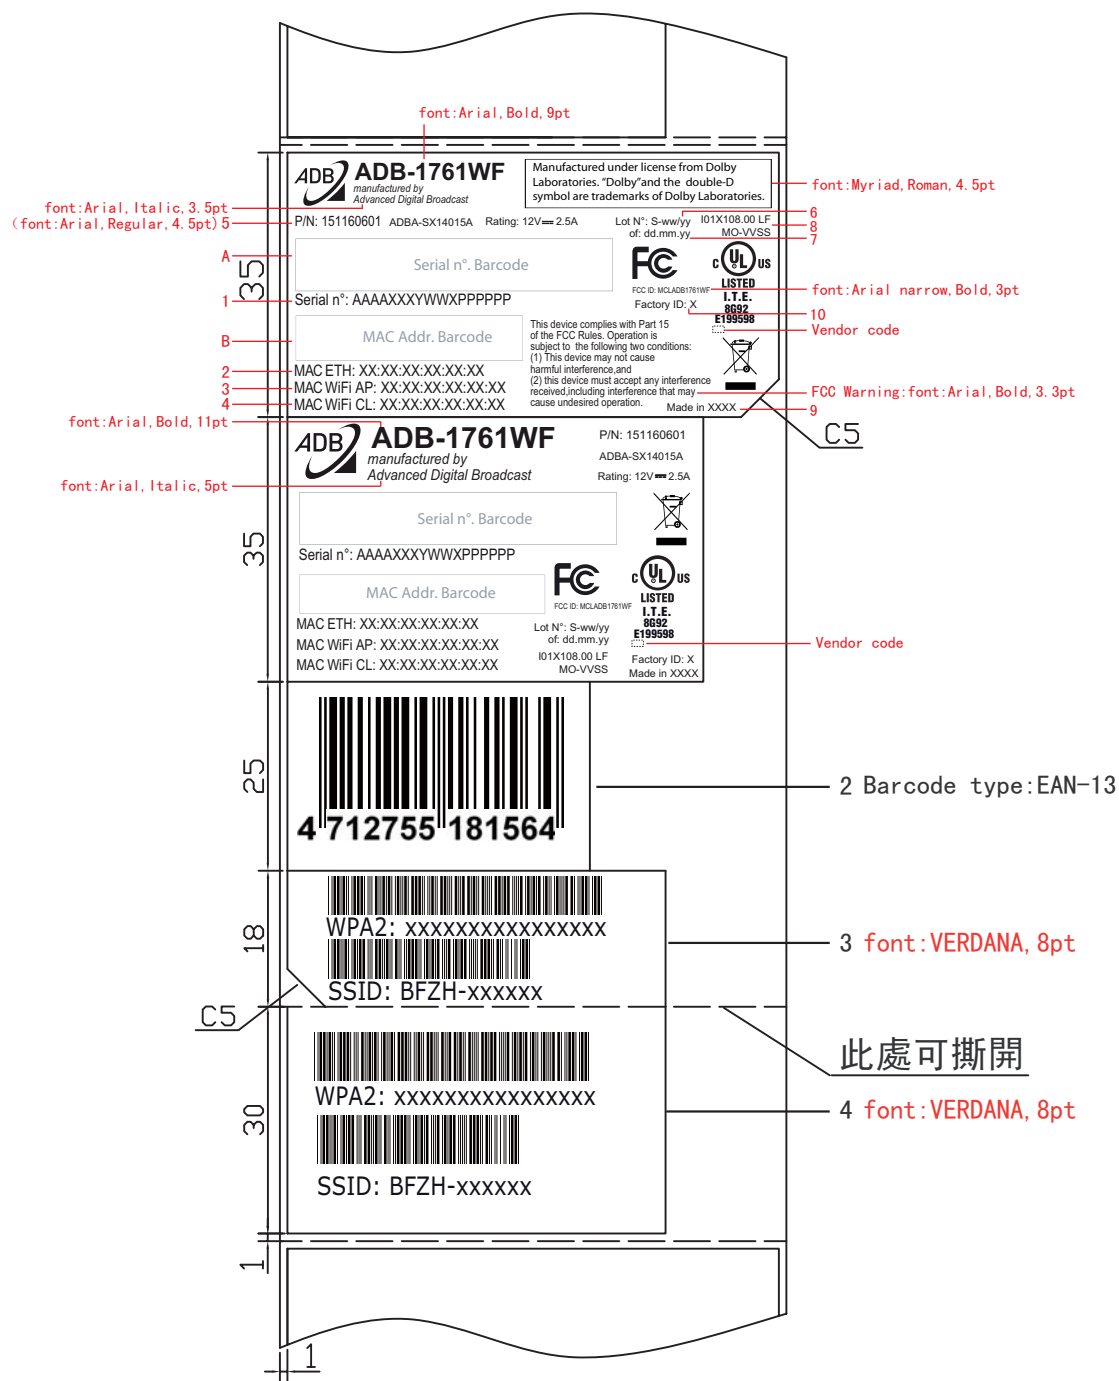 font:Arial,Bold,9pt
ADB
ADB-1761WF
manufactured by
Advanced Digital Broadcast
Manufactured under license from Dolby
Laboratories. “Dolby”and the double-D
symbol are trademarks of Dolby Laboratories.
font:Myriad,Roman,4.5pt
font:Arial,Italic,3.5pt
(font:Arial,Regular,4.5pt)5
P/N: 151160601 ADBA-SX14015A Rating: 12V 2.5A
Lot N°: S-ww/yy
of: dd.mm.yy
I01X108.00 LF
MO-VVSS
6
8
7
A
35
Serial n°. Barcode
FC
FCC ID: MCLADB1761WF
Factory ID: X
C UL US
LISTED
I.T.E.
8G92
E199598
font:Arial narrow,Bold,3pt
10
Vendor code
1
Serial n°: AAAAXXXYWWXPPPPPP
B
MAC Addr. Barcode
This device complies with Part 15
of the FCC Rules. Operation is
subject to the following two conditions:
(1) This device may not cause
harmful interference,and
(2) this device must accept any interference
received,including interference that may
cause undesired operation.
2
MAC ETH: XX:XX:XX:XX:XX:XX
3
MAC WiFi AP: XX:XX:XX:XX:XX:XX
4
MAC WiFi CL: XX:XX:XX:XX:XX:XX
FCC Warning:font:Arial,Bold,3.3pt
Made in XXXX
9
C5
font:Arial,Bold,11pt
ADB
ADB-1761WF
manufactured by
Advanced Digital Broadcast
font:Arial,Italic,5pt
P/N: 151160601
ADBA-SX14015A
Rating: 12V 2.5A
35
Serial n°. Barcode
Serial n°: AAAAXXXYWWXPPPPPP
MAC Addr. Barcode
FC
FCC ID: MCLADB1761WF
C UL US
LISTED
I.T.E.
8G92
E199598
MAC ETH: XX:XX:XX:XX:XX:XX
MAC WiFi AP: XX:XX:XX:XX:XX:XX
MAC WiFi CL: XX:XX:XX:XX:XX:XX
Lot N°: S-ww/yy
of: dd.mm.yy
I01X108.00 LF
MO-VVSS
Vendor code
Factory ID: X
Made in XXXX
25
4 712755 181564
2 Barcode type:EAN-13
18
WPA2: xxxxxxxxxxxxxxxx
SSID: BFZH-xxxxxx
3 font:VERDANA,8pt
C5
此處可撕開
30
WPA2: xxxxxxxxxxxxxxxx
SSID: BFZH-xxxxxx
4 font:VERDANA,8pt
1
1